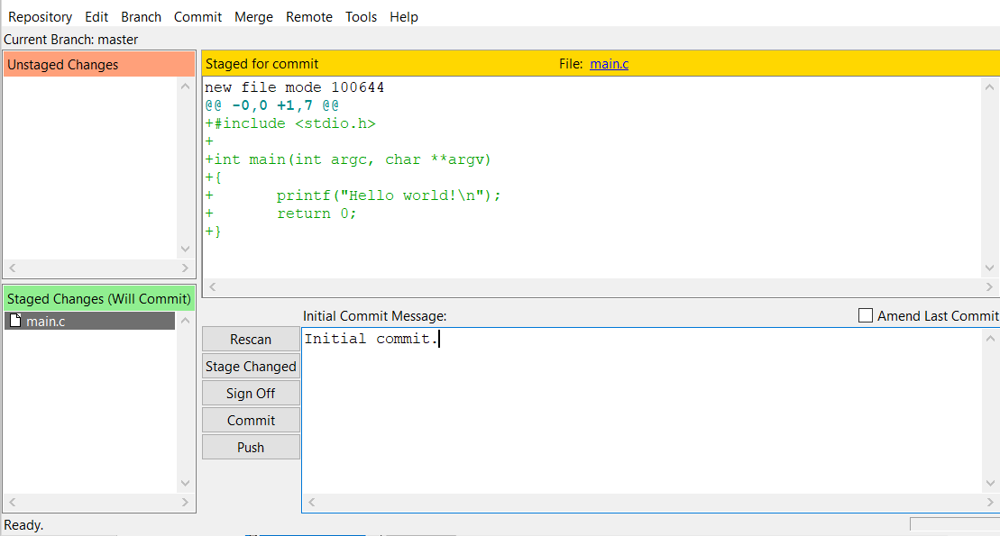 Repository Edit Branch Commit Merge Remote Tools Help
Current Branch: master
Unstaged Changes
Staged for commit File: main.c
new file mode 100644
@@ -0,0 +1,7 @@
+#include <stdio.h>
+
+int main(int argc, char **argv)
+{
+       printf("Hello world!\n");
+       return 0;
+}
Staged Changes (Will Commit)
main.c
Initial Commit Message: Amend Last Commit
Initial commit.
Rescan
Stage Changed
Sign Off
Commit
Push
Ready.